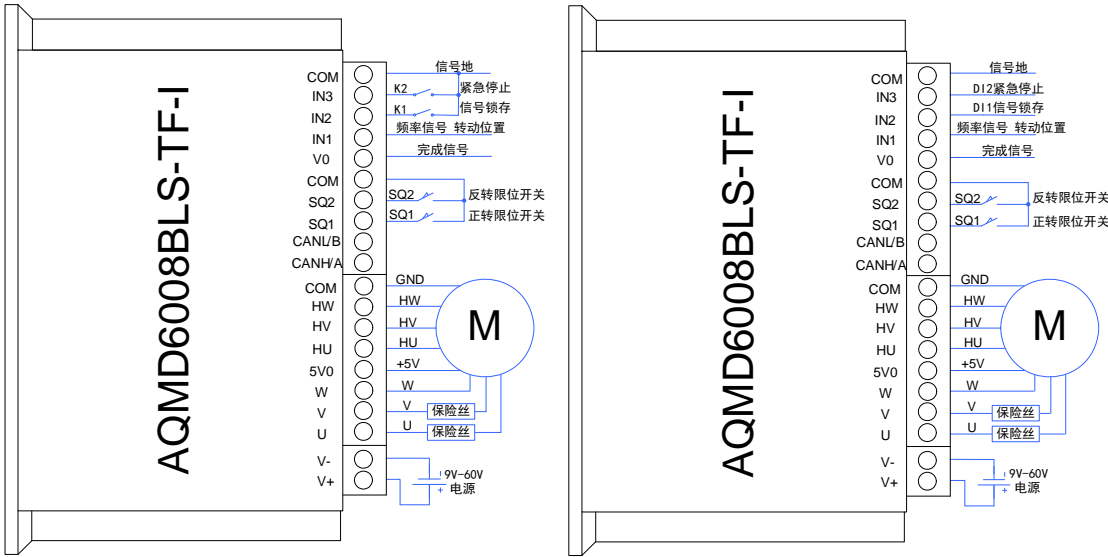 AQMD6008BLS-TF-I
COM
IN3
IN2
IN1
V0
COM
SQ2
SQ1
CANL/B
CANH/A
COM
HW
HV
HU
5V0
W
V
U
V-
V+
信号地
K2
紧急停止
K1
信号锁存
频率信号 转动位置
完成信号
SQ2
反转限位开关
SQ1
正转限位开关
GND
HW
HV
HU
+5V
W
V
保险丝
U
保险丝
M
9V-60V
+
电源
AQMD6008BLS-TF-I
COM
IN3
IN2
IN1
V0
COM
SQ2
SQ1
CANL/B
CANH/A
COM
HW
HV
HU
5V0
W
V
U
V-
V+
信号地
DI2紧急停止
DI1信号锁存
频率信号 转动位置
完成信号
SQ2
反转限位开关
SQ1
正转限位开关
GND
HW
HV
HU
+5V
W
V
保险丝
U
保险丝
M
9V-60V
+
电源